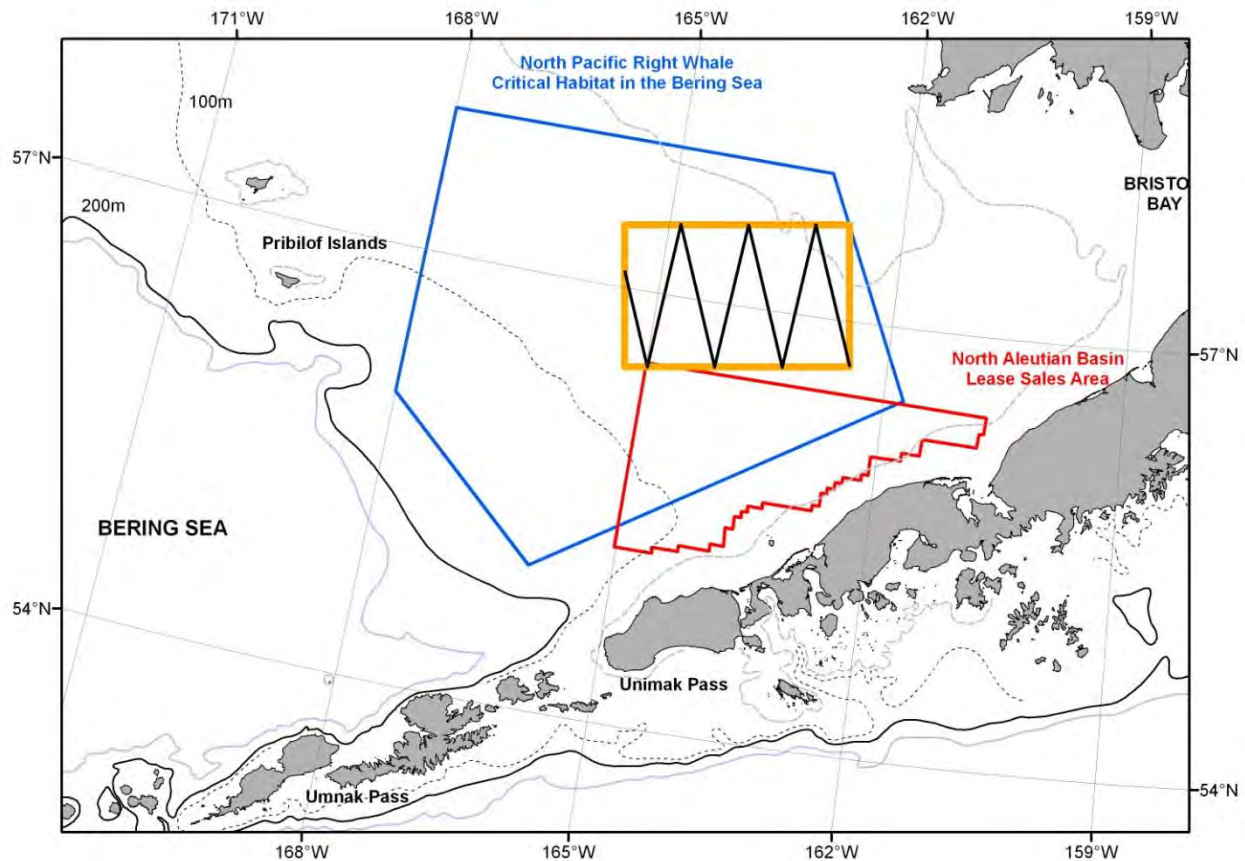 171°W 168°W 165°W 162°W 159°W
North Pacific Right Whale
Critical Habitat in the Bering Sea
100m
57°N
BRISTO
BAY
200m
Pribilof Islands
57°N
North Aleutian Basin
Lease Sales Area
BERING SEA
54°N
Unimak Pass
54°N
Umnak Pass
168°W 165°W 162°W 159°W